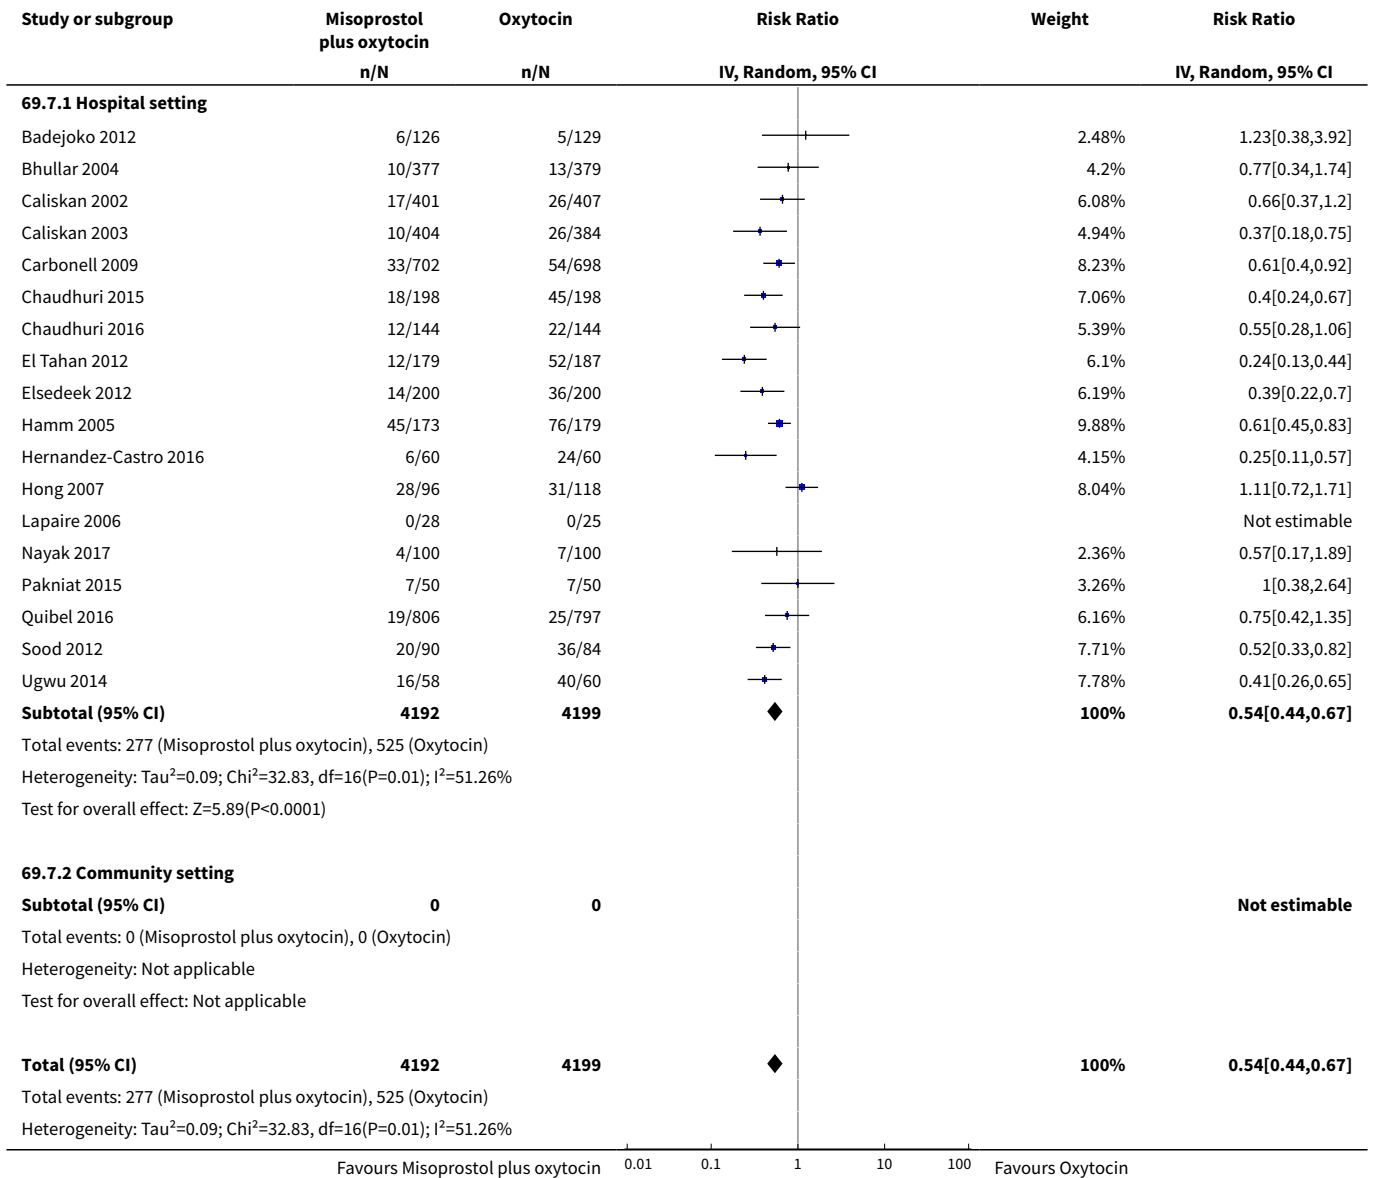 Study or subgroup Misoprostol plus oxytocin Oxytocin Risk Ratio Weight Risk Ratio
n/N n/N IV, Random, 95% CI IV, Random, 95% CI
69.7.1 Hospital setting
Badejoko 2012 6/126 5/129 2.48% 1.23[0.38,3.92]
Bhullar 2004 10/377 13/379 4.2% 0.77[0.34,1.74]
Caliskan 2002 17/401 26/407 6.08% 0.66[0.37,1.2]
Caliskan 2003 10/404 26/384 4.94% 0.37[0.18,0.75]
Carbonell 2009 33/702 54/698 8.23% 0.61[0.4,0.92]
Chaudhuri 2015 18/198 45/198 7.06% 0.4[0.24,0.67]
Chaudhuri 2016 12/144 22/144 5.39% 0.55[0.28,1.06]
El Tahan 2012 12/179 52/187 6.1% 0.24[0.13,0.44]
Elsedeek 2012 14/200 36/200 6.19% 0.39[0.22,0.7]
Hamm 2005 45/173 76/179 9.88% 0.61[0.45,0.83]
Hernandez-Castro 2016 6/60 24/60 4.15% 0.25[0.11,0.57]
Hong 2007 28/96 31/118 8.04% 1.11[0.72,1.71]
Lapaire 2006 0/28 0/25 Not estimable
Nayak 2017 4/100 7/100 2.36% 0.57[0.17,1.89]
Pakniat 2015 7/50 7/50 3.26% 1[0.38,2.64]
Quibel 2016 19/806 25/797 6.16% 0.75[0.42,1.35]
Sood 2012 20/90 36/84 7.71% 0.52[0.33,0.82]
Ugwu 2014 16/58 40/60 7.78% 0.41[0.26,0.65]
Subtotal (95% CI) 4192 4199 100% 0.54[0.44,0.67]
Total events: 277 (Misoprostol plus oxytocin), 525 (Oxytocin)
Heterogeneity: Tau²=0.09; Chi²=32.83, df=16(P=0.01); I²=51.26%
Test for overall effect: Z=5.89(P<0.0001)
69.7.2 Community setting
Subtotal (95% CI) 0 0 Not estimable
Total events: 0 (Misoprostol plus oxytocin), 0 (Oxytocin)
Heterogeneity: Not applicable
Test for overall effect: Not applicable
Total (95% CI) 4192 4199 100% 0.54[0.44,0.67]
Total events: 277 (Misoprostol plus oxytocin), 525 (Oxytocin)
Heterogeneity: Tau²=0.09; Chi²=32.83, df=16(P=0.01); I²=51.26%
Favours Misoprostol plus oxytocin 0.01 0.1 1 10 100 Favours Oxytocin